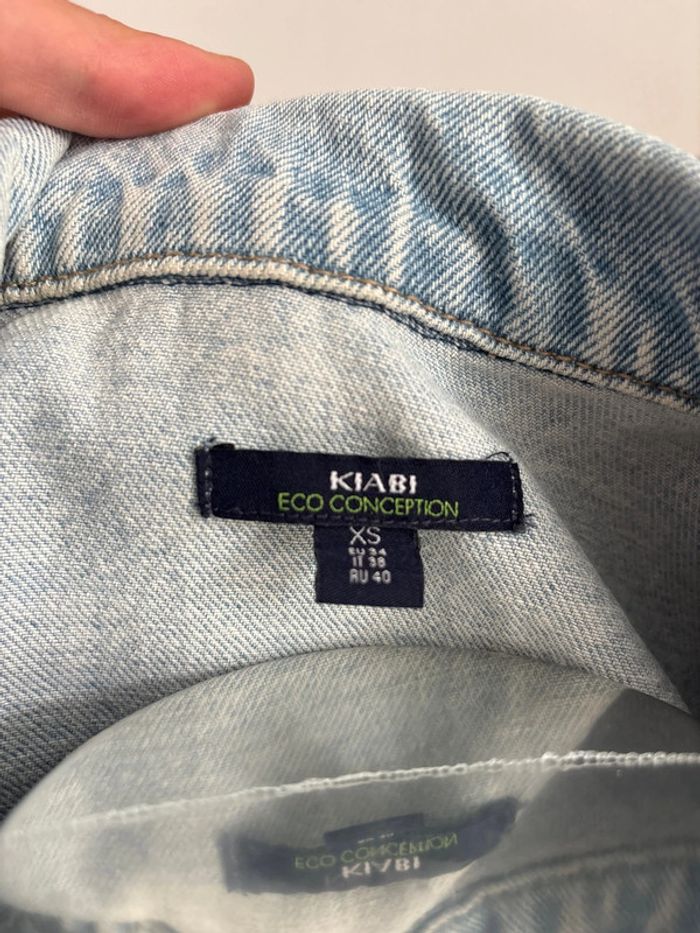 KIABI
ECO CONCEPTION
XS
EU 34
IT 38
RU 40
ECO CONCEPTION
KIABI